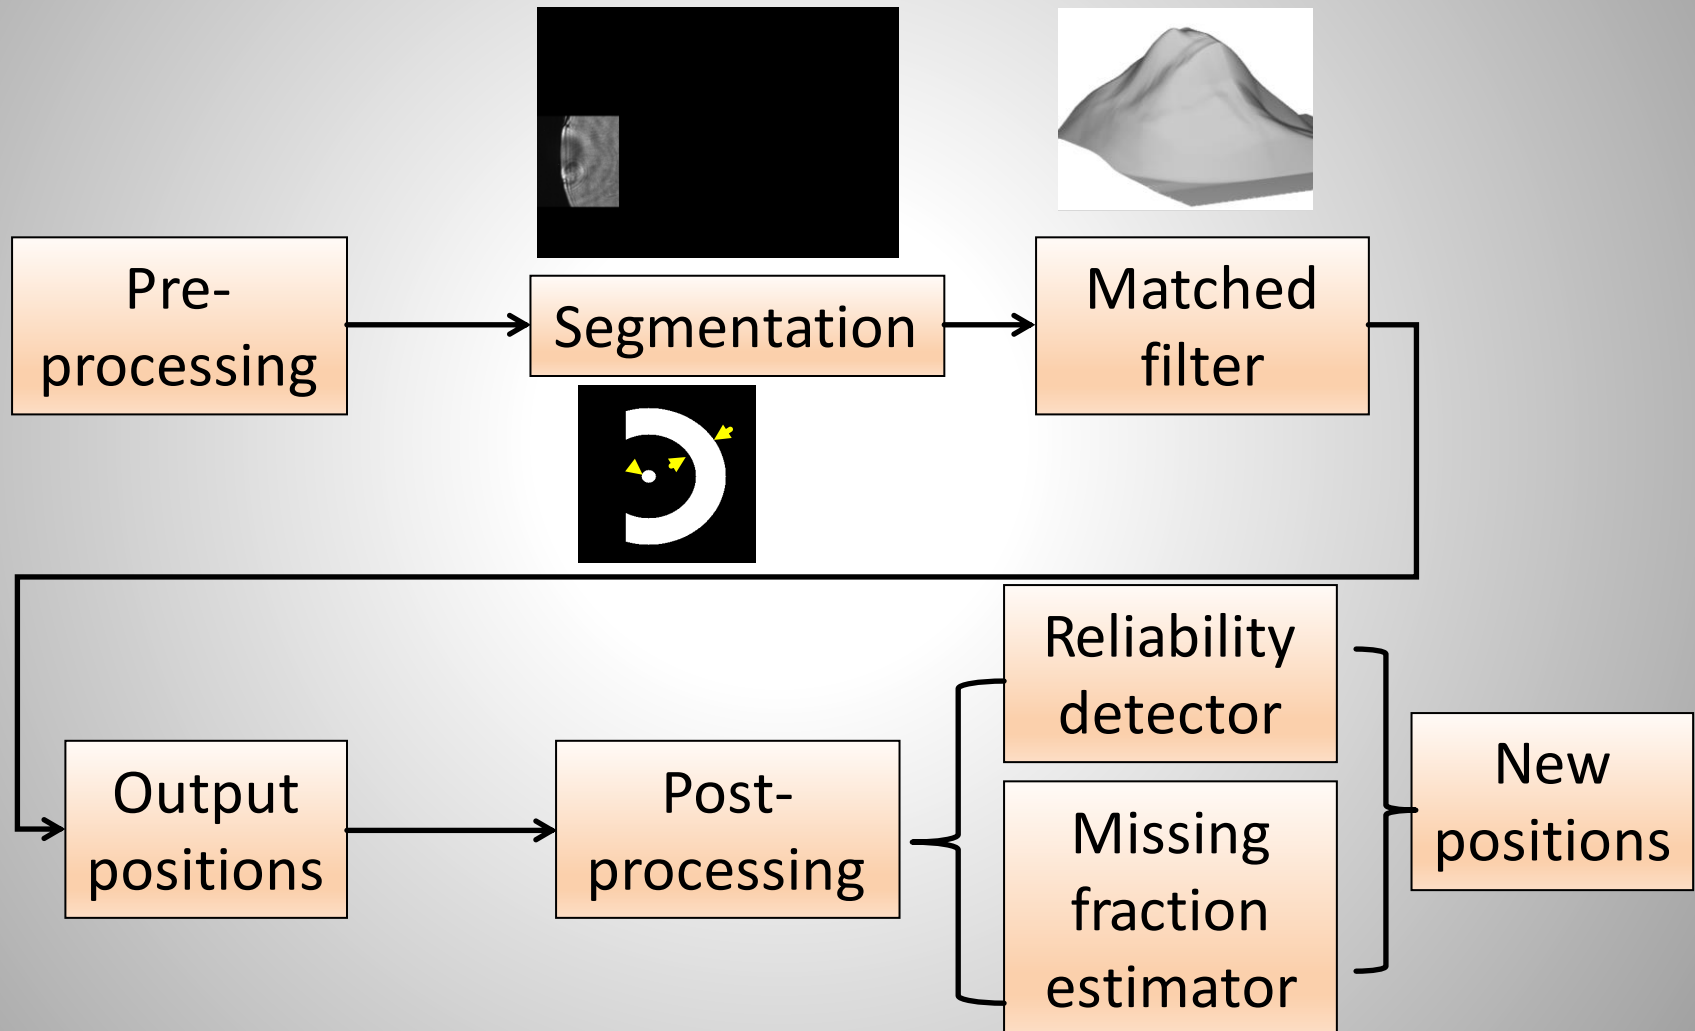 Pre-
processing
Segmentation
Matched
filter
Output
positions
Post-
processing
Reliability
detector
Missing
fraction
estimator
New
positions